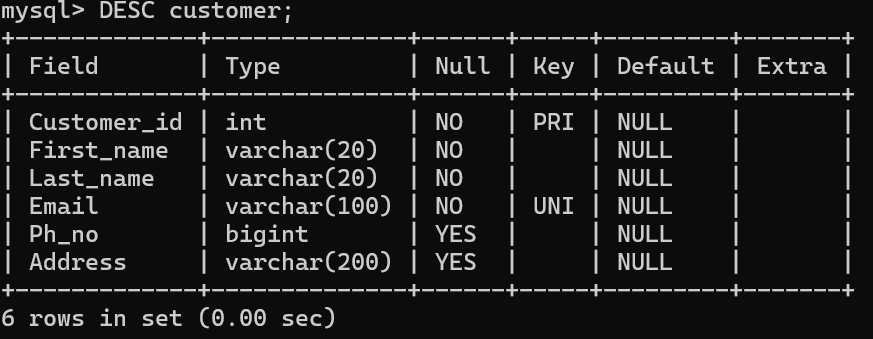 mysql> DESC customer;
+-------------+--------------+------+-----+---------+-------+
| Field       | Type         | Null | Key | Default | Extra |
+-------------+--------------+------+-----+---------+-------+
| Customer_id | int          | NO   | PRI | NULL    |       |
| First_name  | varchar(20)  | NO   |     | NULL    |       |
| Last_name   | varchar(20)  | NO   |     | NULL    |       |
| Email       | varchar(100) | NO   | UNI | NULL    |       |
| Ph_no       | bigint       | YES  |     | NULL    |       |
| Address     | varchar(200) | YES  |     | NULL    |       |
+-------------+--------------+------+-----+---------+-------+
6 rows in set (0.00 sec)